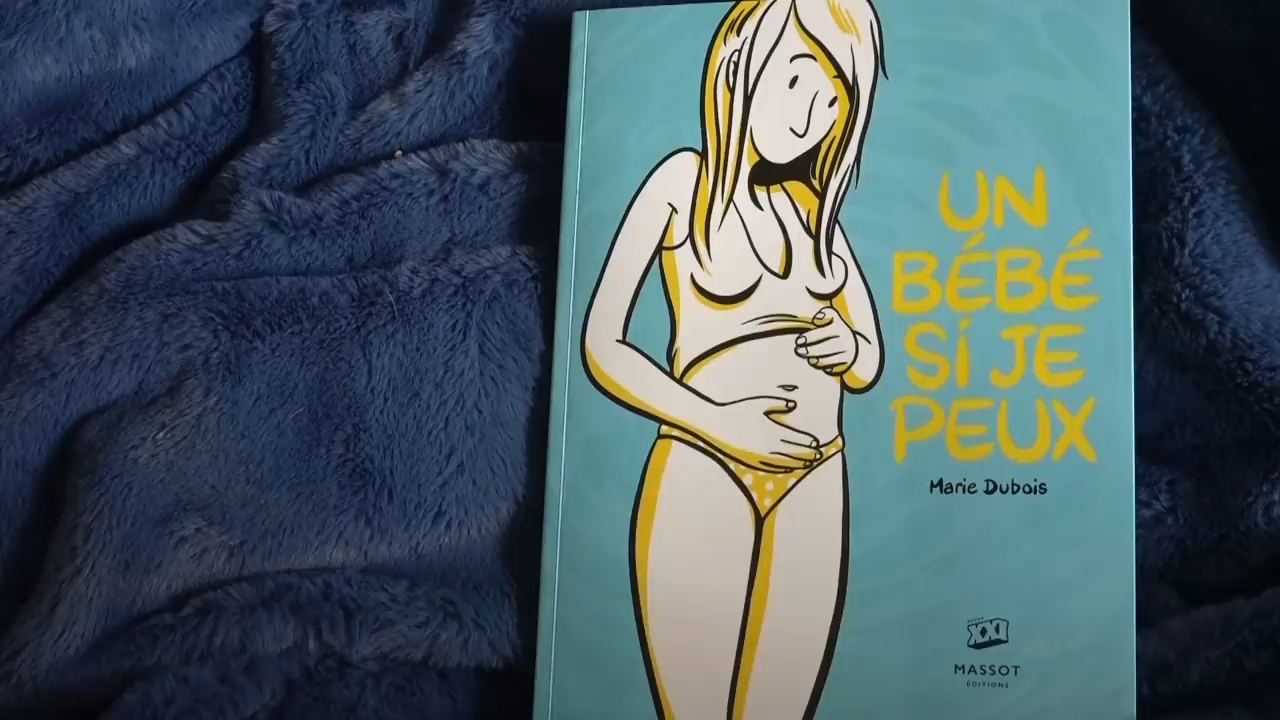 UN
BÉBÉ
SI JE
PEUX
Marie Dubois
XXI
MASSOT
ÉDITIONS